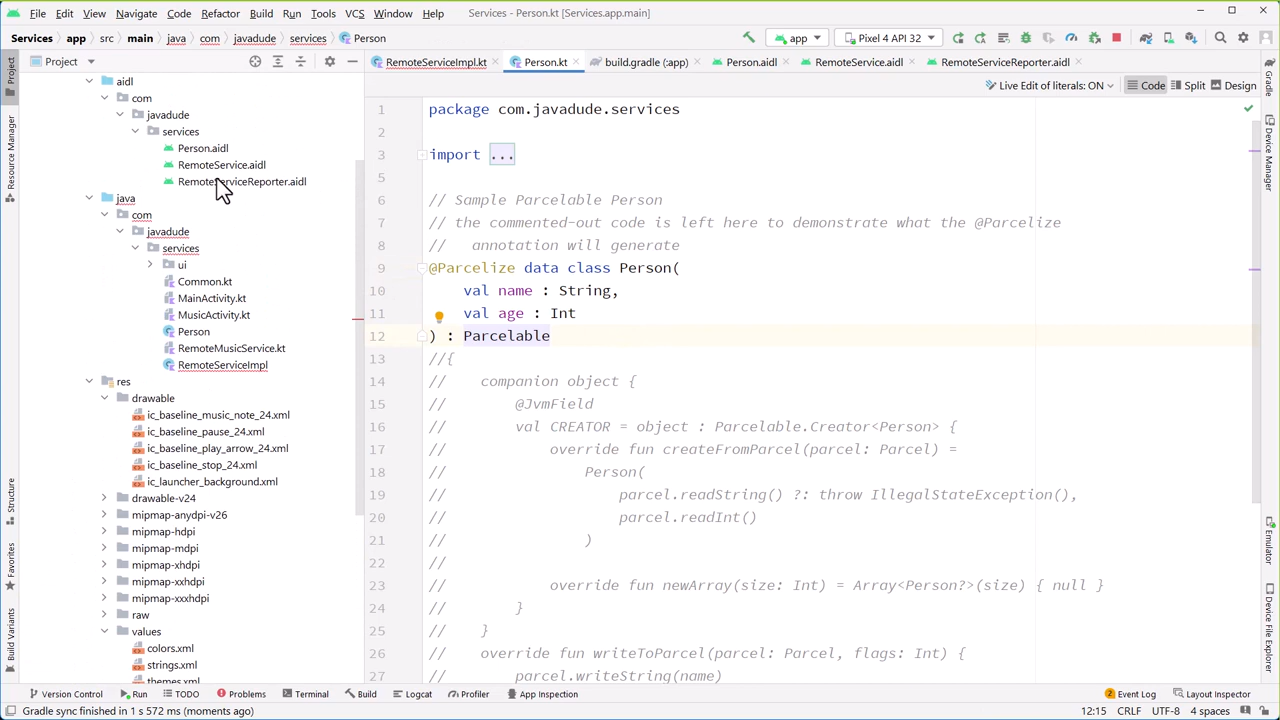 File Edit View Navigate Code Refactor Build Run Tools VCS Window Help Services - Person.kt [Services.app.main]
Services app src main java com javadude services Person app Pixel 4 API 32
Project
RemoteServiceImpl.kt Person.kt build.gradle (:app) Person.aidl RemoteService.aidl RemoteServiceReporter.aidl
Live Edit of literals: ON Code Split Design
Project
Resource Manager
Structure
Favorites
Build Variants
aidl
com
javadude
services
Person.aidl
RemoteService.aidl
RemoteServiceReporter.aidl
java
com
javadude
services
ui
Common.kt
MainActivity.kt
MusicActivity.kt
Person
RemoteMusicService.kt
RemoteServiceImpl
res
drawable
ic_baseline_music_note_24.xml
ic_baseline_pause_24.xml
ic_baseline_play_arrow_24.xml
ic_baseline_stop_24.xml
ic_launcher_background.xml
drawable-v24
mipmap-anydpi-v26
mipmap-hdpi
mipmap-mdpi
mipmap-xhdpi
mipmap-xxhdpi
mipmap-xxxhdpi
raw
values
colors.xml
strings.xml
themes.xml
1 package com.javadude.services
2
3 import ...
5
6 // Sample Parcelable Person
7 // the commented-out code is left here to demonstrate what the @Parcelize
8 // annotation will generate
9 @Parcelize data class Person(
10 val name : String,
11 val age : Int
12 ) : Parcelable
13 //{
14 // companion object {
15 // @JvmField
16 // val CREATOR = object : Parcelable.Creator<Person> {
17 // override fun createFromParcel(parcel: Parcel) =
18 // Person(
19 // parcel.readString() ?: throw IllegalStateException(),
20 // parcel.readInt()
21 // )
22 //
23 // override fun newArray(size: Int) = Array<Person?>(size) { null }
24 // }
25 // }
26 // override fun writeToParcel(parcel: Parcel, flags: Int) {
27 // parcel.writeString(name)
Gradle
Device Manager
Emulator
Device File Explorer
Version Control Run TODO Problems Terminal Build Logcat Profiler App Inspection 2 Event Log Layout Inspector
Gradle sync finished in 1 s 572 ms (moments ago) 12:15 CRLF UTF-8 4 spaces